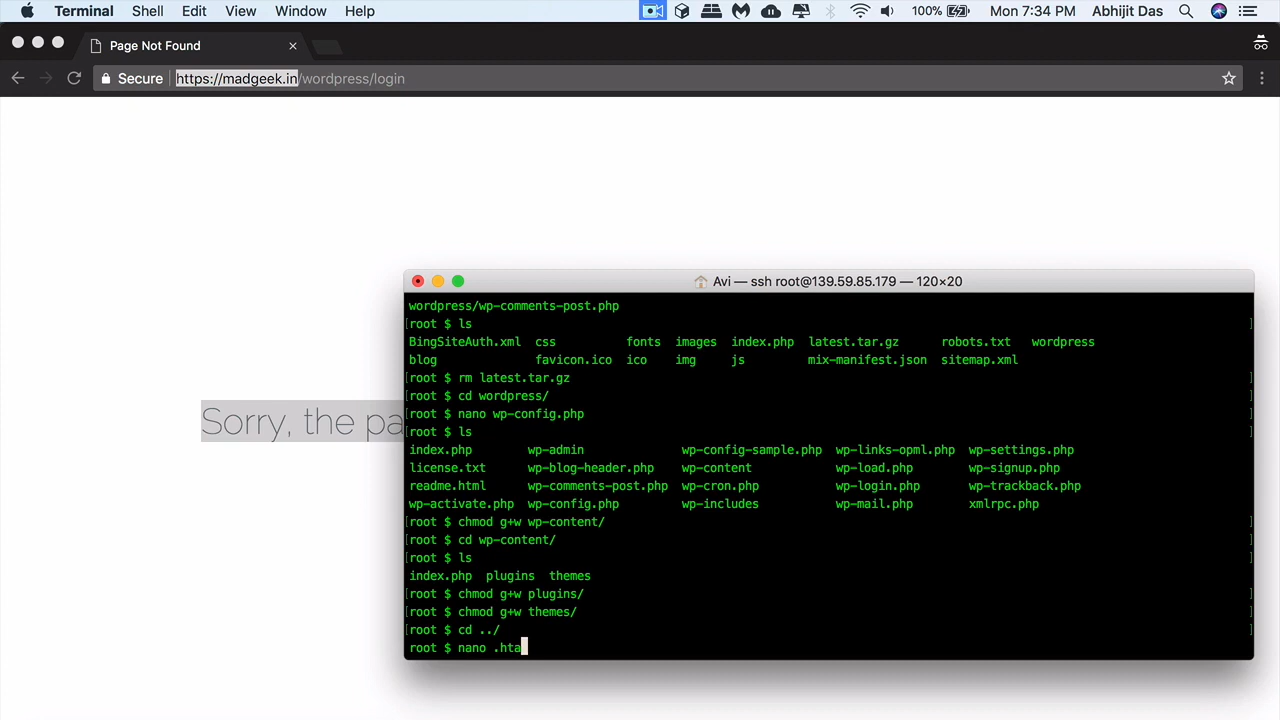 Terminal Shell Edit View Window Help 100% Mon 7:34 PM Abhijit Das
Page Not Found
Secure https://madgeek.in/wordpress/login
Sorry, the pa
Avi — ssh root@139.59.85.179 — 120×20
wordpress/wp-comments-post.php
[root $ ls ]
BingSiteAuth.xml css fonts images index.php latest.tar.gz robots.txt wordpress
blog favicon.ico ico img js mix-manifest.json sitemap.xml
[root $ rm latest.tar.gz ]
[root $ cd wordpress/ ]
[root $ nano wp-config.php ]
[root $ ls ]
index.php wp-admin wp-config-sample.php wp-links-opml.php wp-settings.php
license.txt wp-blog-header.php wp-content wp-load.php wp-signup.php
readme.html wp-comments-post.php wp-cron.php wp-login.php wp-trackback.php
wp-activate.php wp-config.php wp-includes wp-mail.php xmlrpc.php
[root $ chmod g+w wp-content/ ]
[root $ cd wp-content/ ]
[root $ ls ]
index.php plugins themes
[root $ chmod g+w plugins/ ]
[root $ chmod g+w themes/ ]
[root $ cd ../ ]
root $ nano .hta